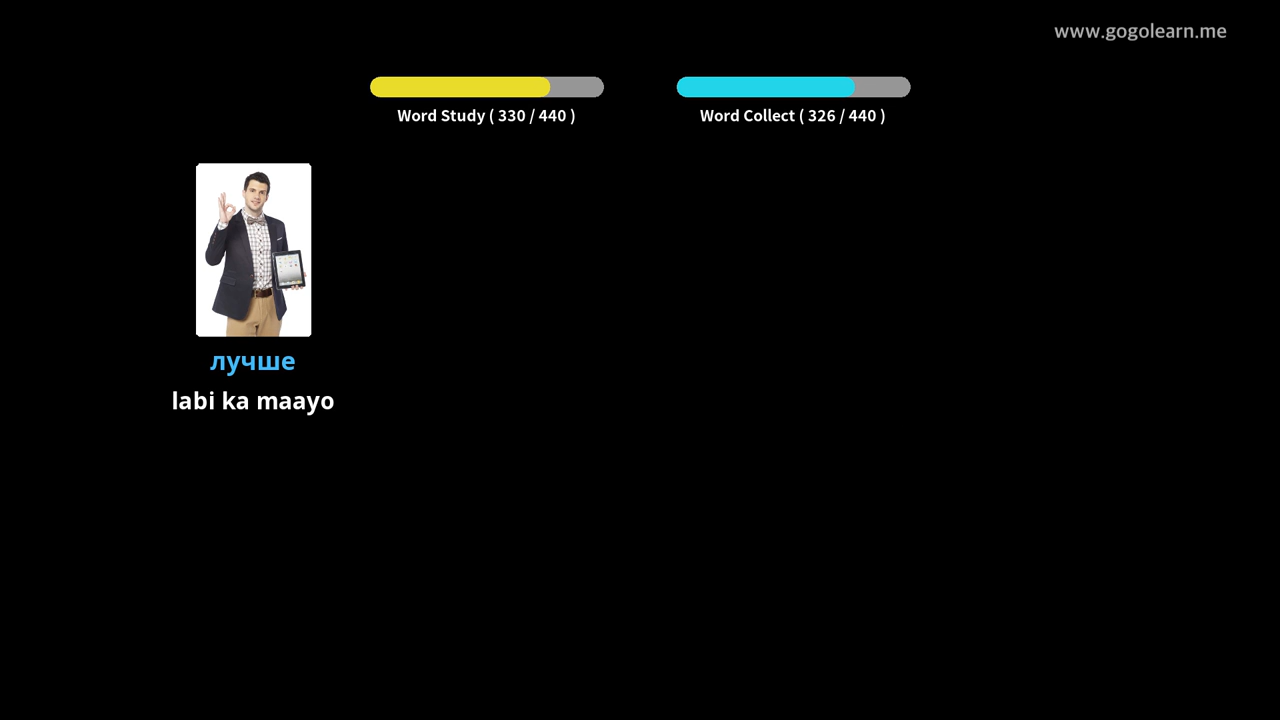 www.gogolearn.me
Word Study ( 330 / 440 )
Word Collect ( 326 / 440 )
лучше
labi ka maayo